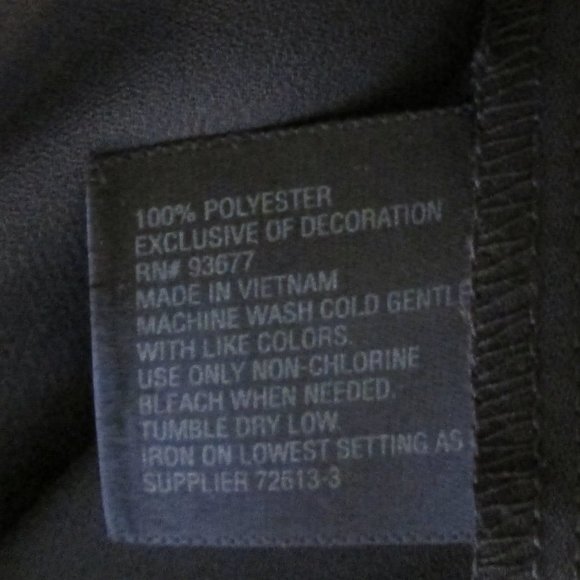 100% POLYESTER
EXCLUSIVE OF DECORATION
RN# 93677
MADE IN VIETNAM
MACHINE WASH COLD GENTLE
WITH LIKE COLORS.
USE ONLY NON-CHLORINE
BLEACH WHEN NEEDED.
TUMBLE DRY LOW.
IRON ON LOWEST SETTING AS
SUPPLIER 72613-3